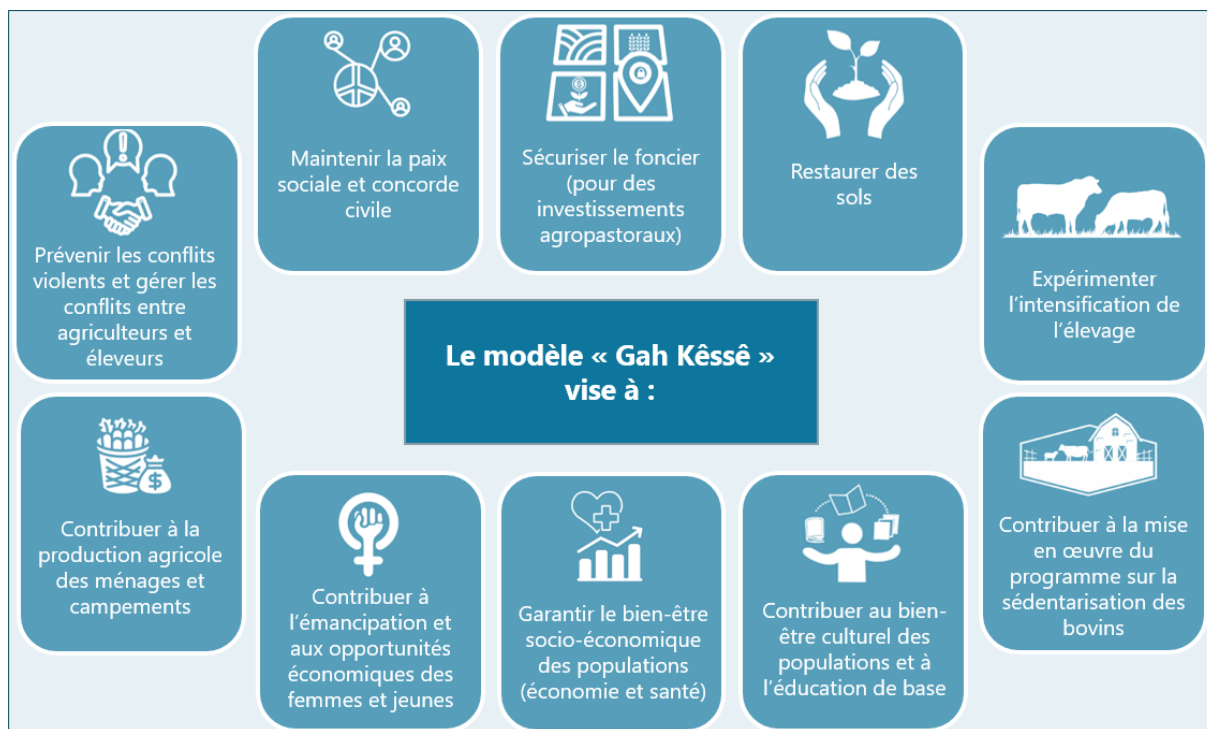 Maintenir la paix
sociale et concorde
civile
Sécuriser le foncier
(pour des
investissements
agropastoraux)
Restaurer des
sols
Prévenir les conflits
violents et gérer les
conflits entre
agriculteurs et
éleveurs
Expérimenter
l'intensification de
l'élevage
Le modèle « Gah Kêssê »
vise à :
Contribuer à la
production agricole
des ménages et
campements
Contribuer à
l'émancipation et
aux opportunités
économiques des
femmes et jeunes
Garantir le bien-être
socio-économique
des populations
(économie et santé)
Contribuer au bien-
être culturel des
populations et à
l'éducation de base
Contribuer à la mise
en œuvre du
programme sur la
sédentarisation des
bovins